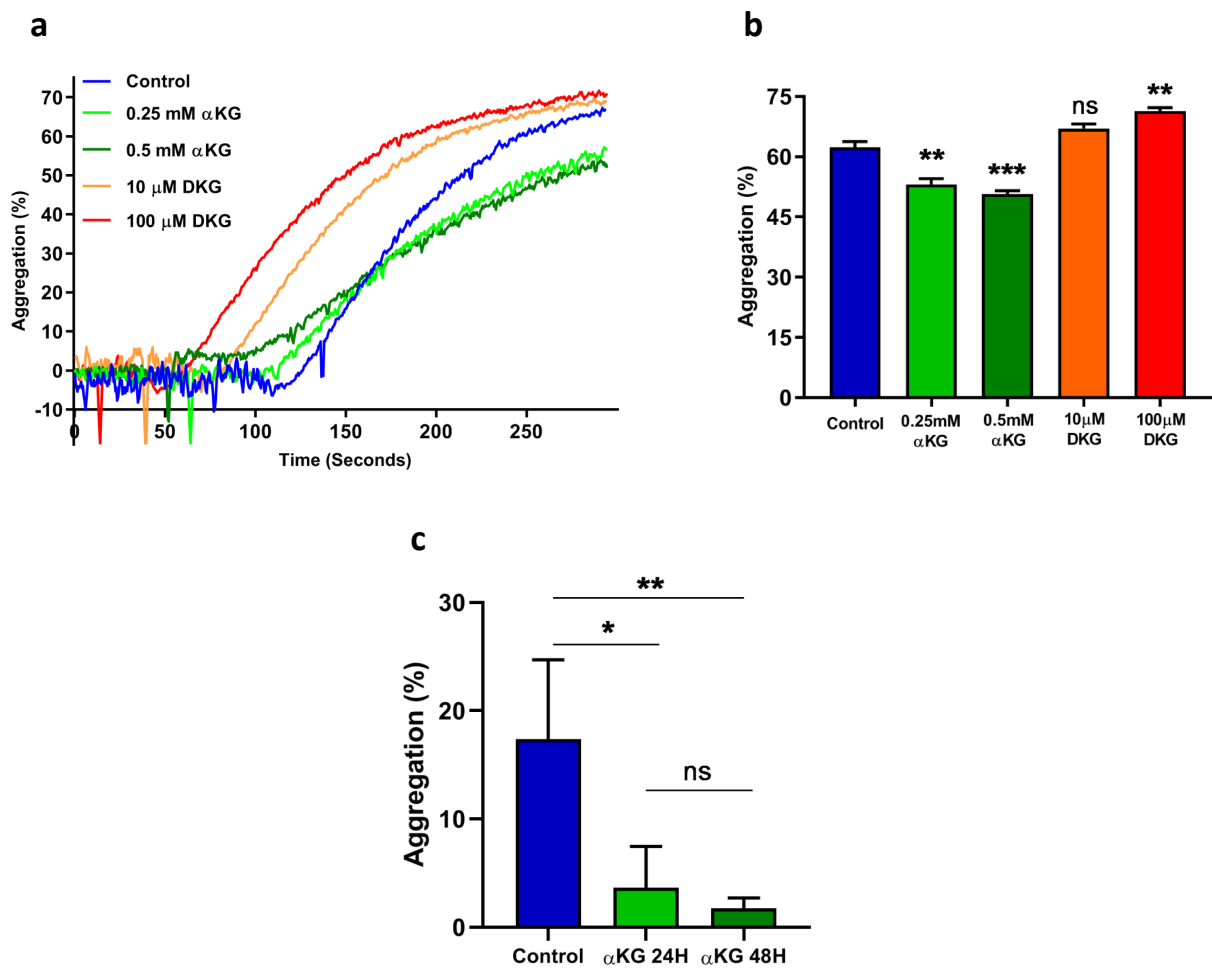 a
Control
0.25 mM αKG
0.5 mM αKG
10 μM DKG
100 μM DKG
Aggregation (%)
70
60
50
40
30
20
10
0
-10
0 50 100 150 200 250
Time (Seconds)
b
Aggregation (%)
75
60
45
30
15
0
** *** ns **
Control 0.25mM 0.5mM 10μM 100μM
αKG αKG DKG DKG
c
Aggregation (%)
30
20
10
0
**
*
ns
Control αKG 24H αKG 48H